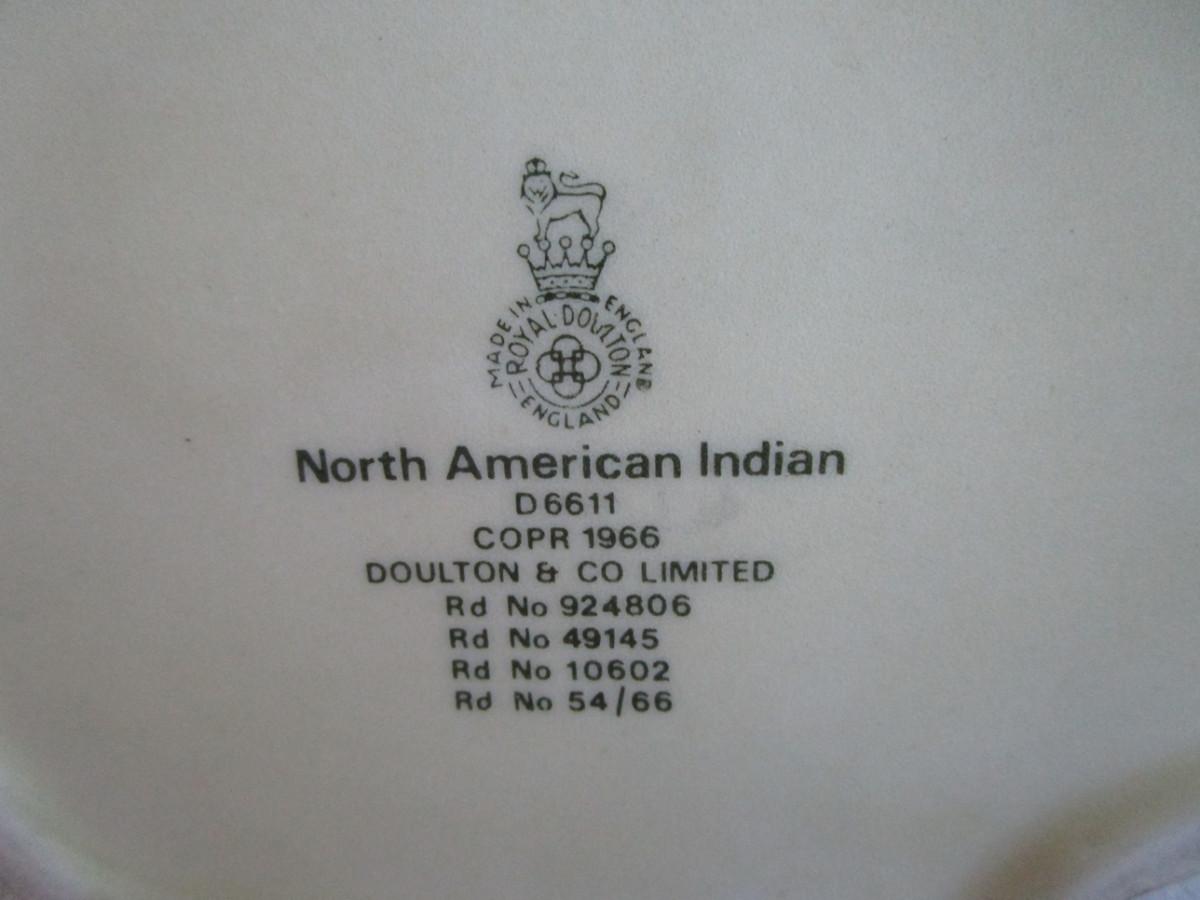 MADE IN ENGLAND
ROYAL DOULTON
ENGLAND
North American Indian
D6611
COPR 1966
DOULTON & CO LIMITED
Rd No 924806
Rd No 49145
Rd No 10602
Rd No 54/66